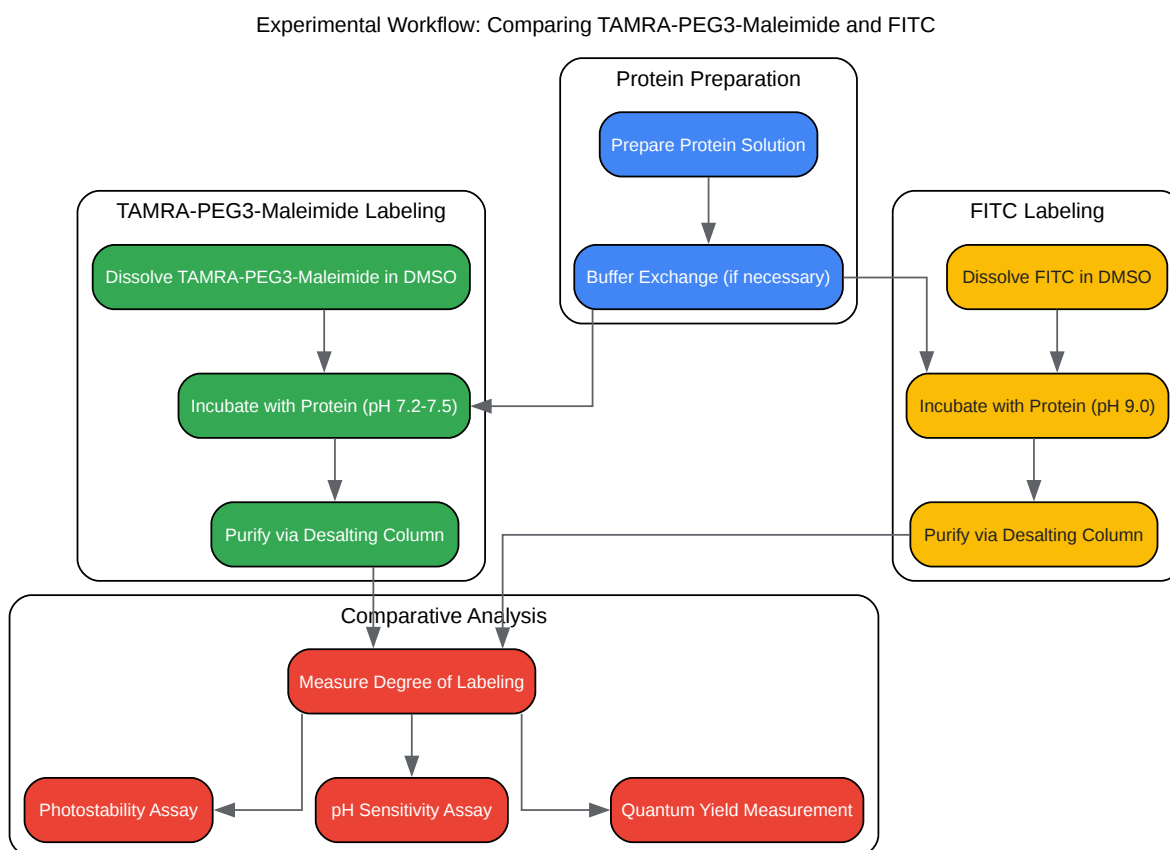 Experimental Workflow: Comparing TAMRA-PEG3-Maleimide and FITC
Protein Preparation
Prepare Protein Solution
Buffer Exchange (if necessary)
TAMRA-PEG3-Maleimide Labeling
Dissolve TAMRA-PEG3-Maleimide in DMSO
Incubate with Protein (pH 7.2-7.5)
Purify via Desalting Column
FITC Labeling
Dissolve FITC in DMSO
Incubate with Protein (pH 9.0)
Purify via Desalting Column
Comparative Analysis
Measure Degree of Labeling
Photostability Assay
pH Sensitivity Assay
Quantum Yield Measurement